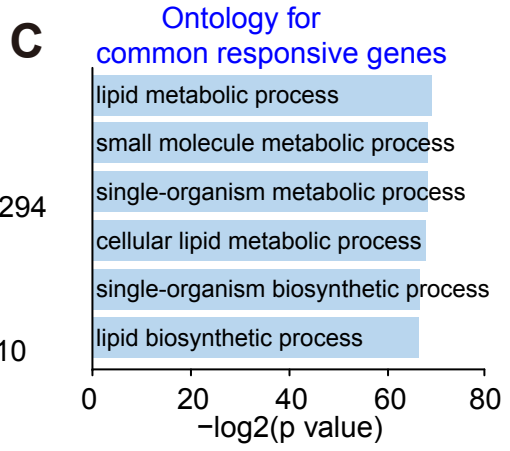 C
Ontology for
common responsive genes
lipid metabolic process
small molecule metabolic process
single-organism metabolic process
294
cellular lipid metabolic process
single-organism biosynthetic process
lipid biosynthetic process
10
0 20 40 60 80
−log2(p value)